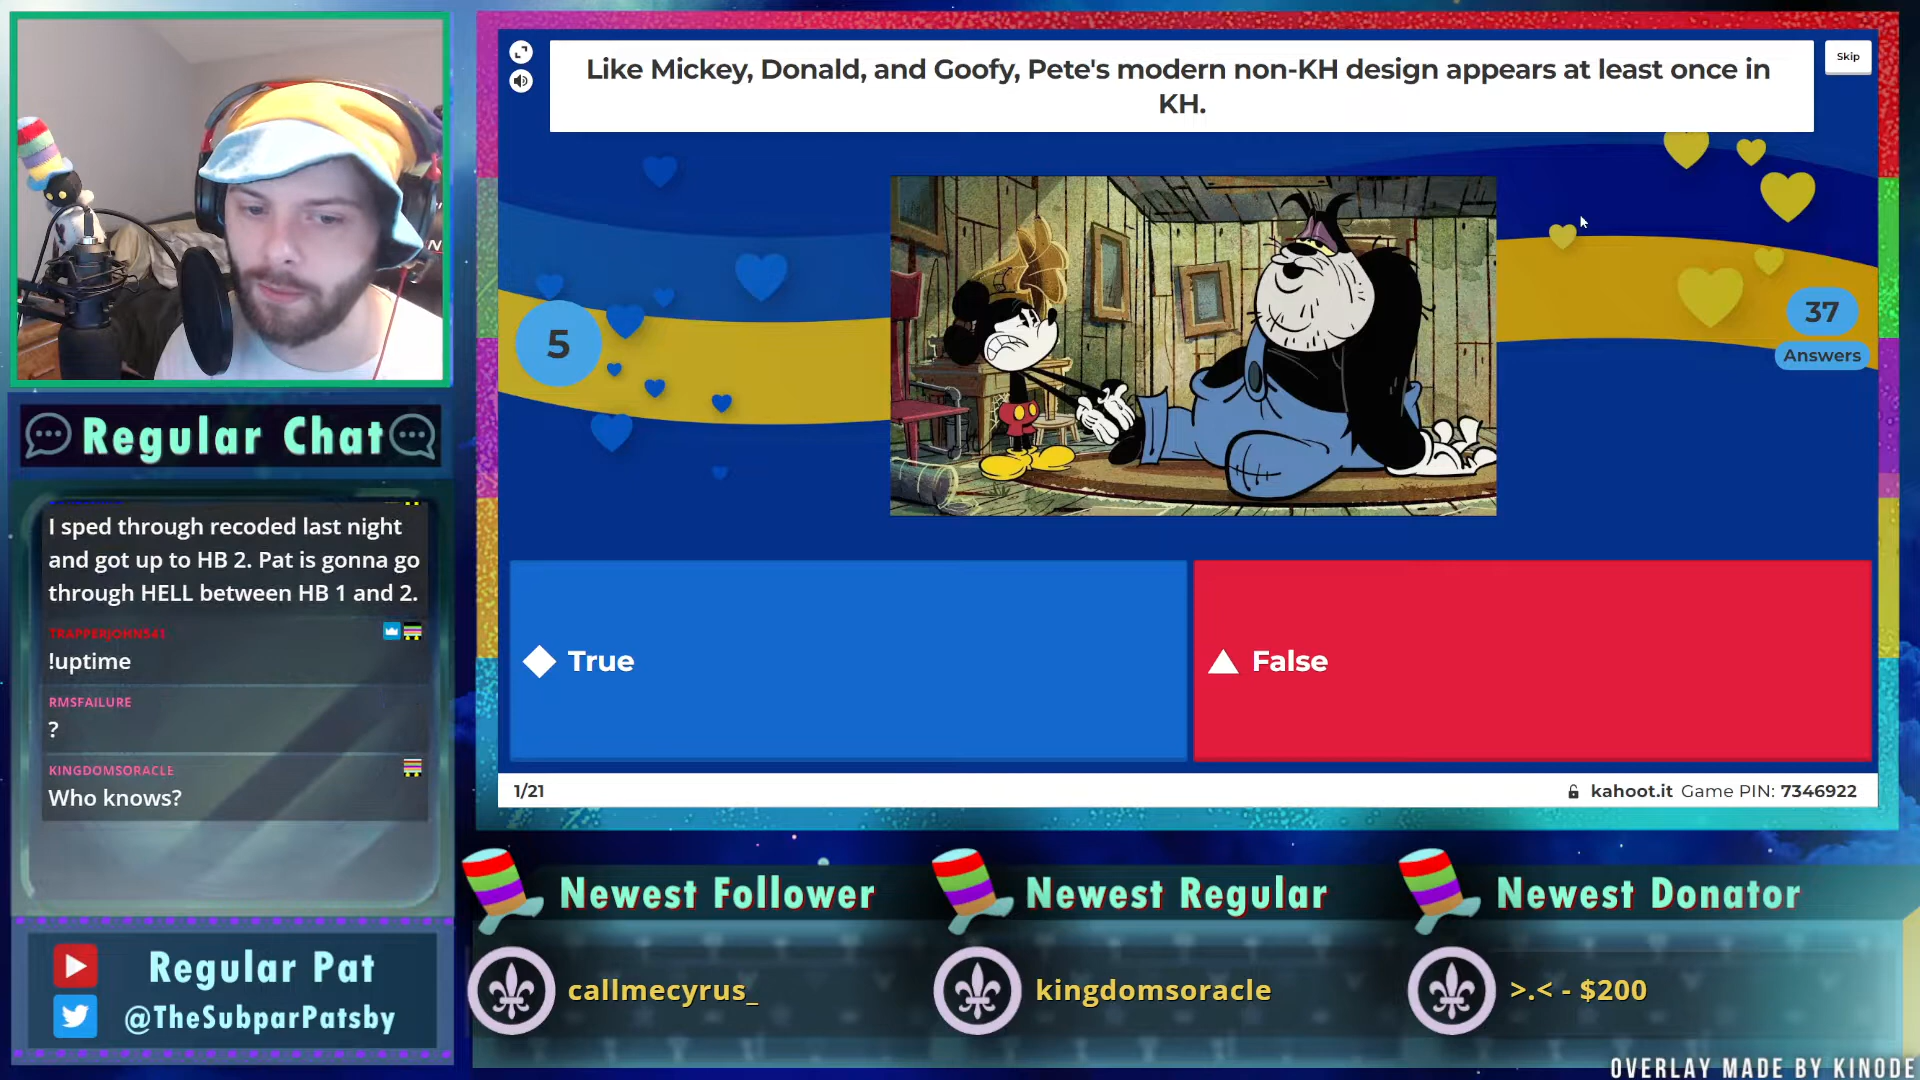 Like Mickey, Donald, and Goofy, Pete's modern non-KH design appears at least once in
KH.
Skip
5
37
Answers
True
False
1/21
kahoot.it Game PIN: 7346922
Regular Chat
I sped through recoded last night
and got up to HB 2. Pat is gonna go
through HELL between HB 1 and 2.
TRAPPERJOHN541
!uptime
RMSFAILURE
?
KINGDOMSORACLE
Who knows?
Regular Pat
@TheSubparPatsby
Newest Follower
callmecyrus_
Newest Regular
kingdomsoracle
Newest Donator
>.< - $200
OVERLAY MADE BY KINODE